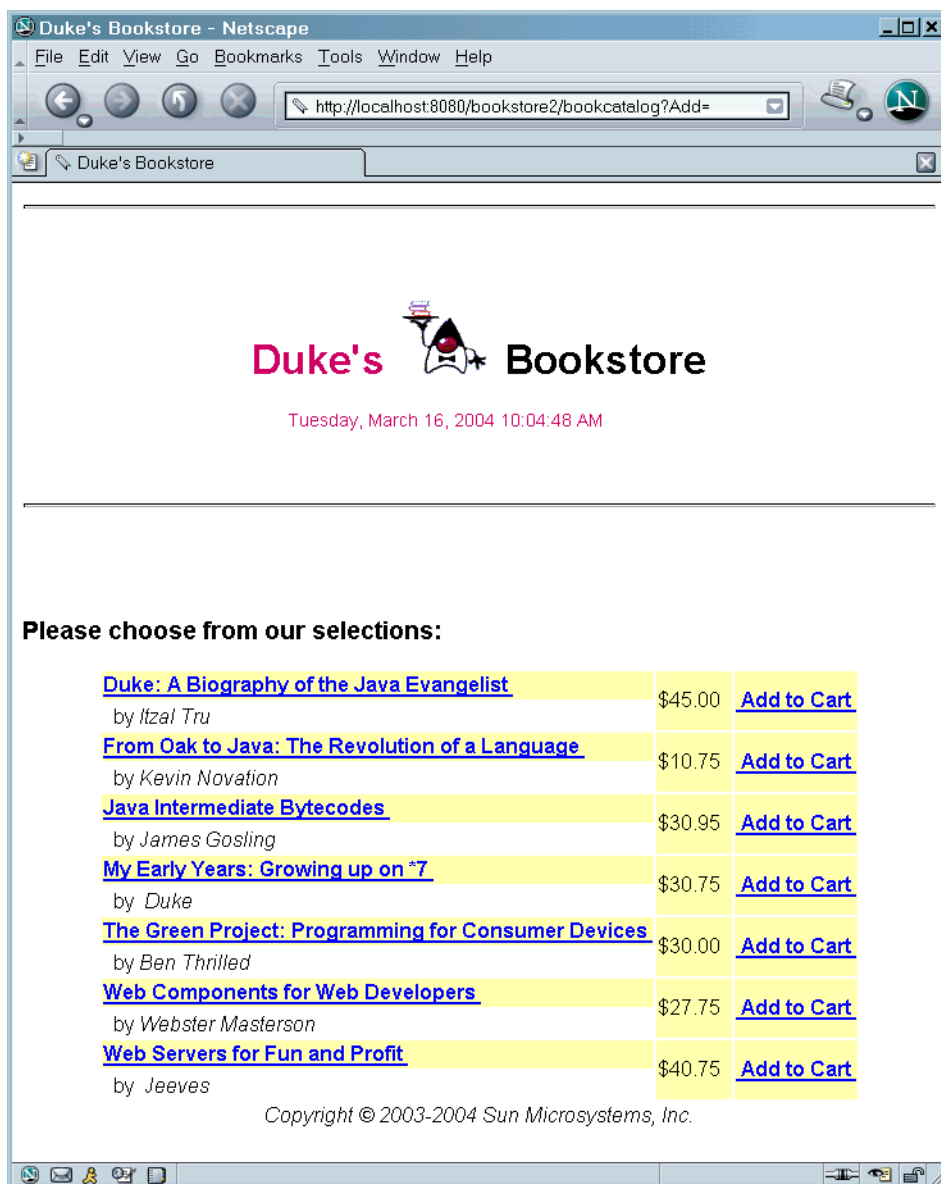 Duke's Bookstore - Netscape
File Edit View Go Bookmarks Tools Window Help
http://localhost:8080/bookstore2/bookcatalog?Add=
N
Duke's Bookstore
Duke's Bookstore
Tuesday, March 16, 2004 10:04:48 AM
Please choose from our selections:
Duke: A Biography of the Java Evangelist
by Itzal Tru
$45.00 Add to Cart
From Oak to Java: The Revolution of a Language
by Kevin Novation
$10.75 Add to Cart
Java Intermediate Bytecodes
by James Gosling
$30.95 Add to Cart
My Early Years: Growing up on *7
by Duke
$30.75 Add to Cart
The Green Project: Programming for Consumer Devices
by Ben Thrilled
$30.00 Add to Cart
Web Components for Web Developers
by Webster Masterson
$27.75 Add to Cart
Web Servers for Fun and Profit
by Jeeves
$40.75 Add to Cart
Copyright © 2003-2004 Sun Microsystems, Inc.